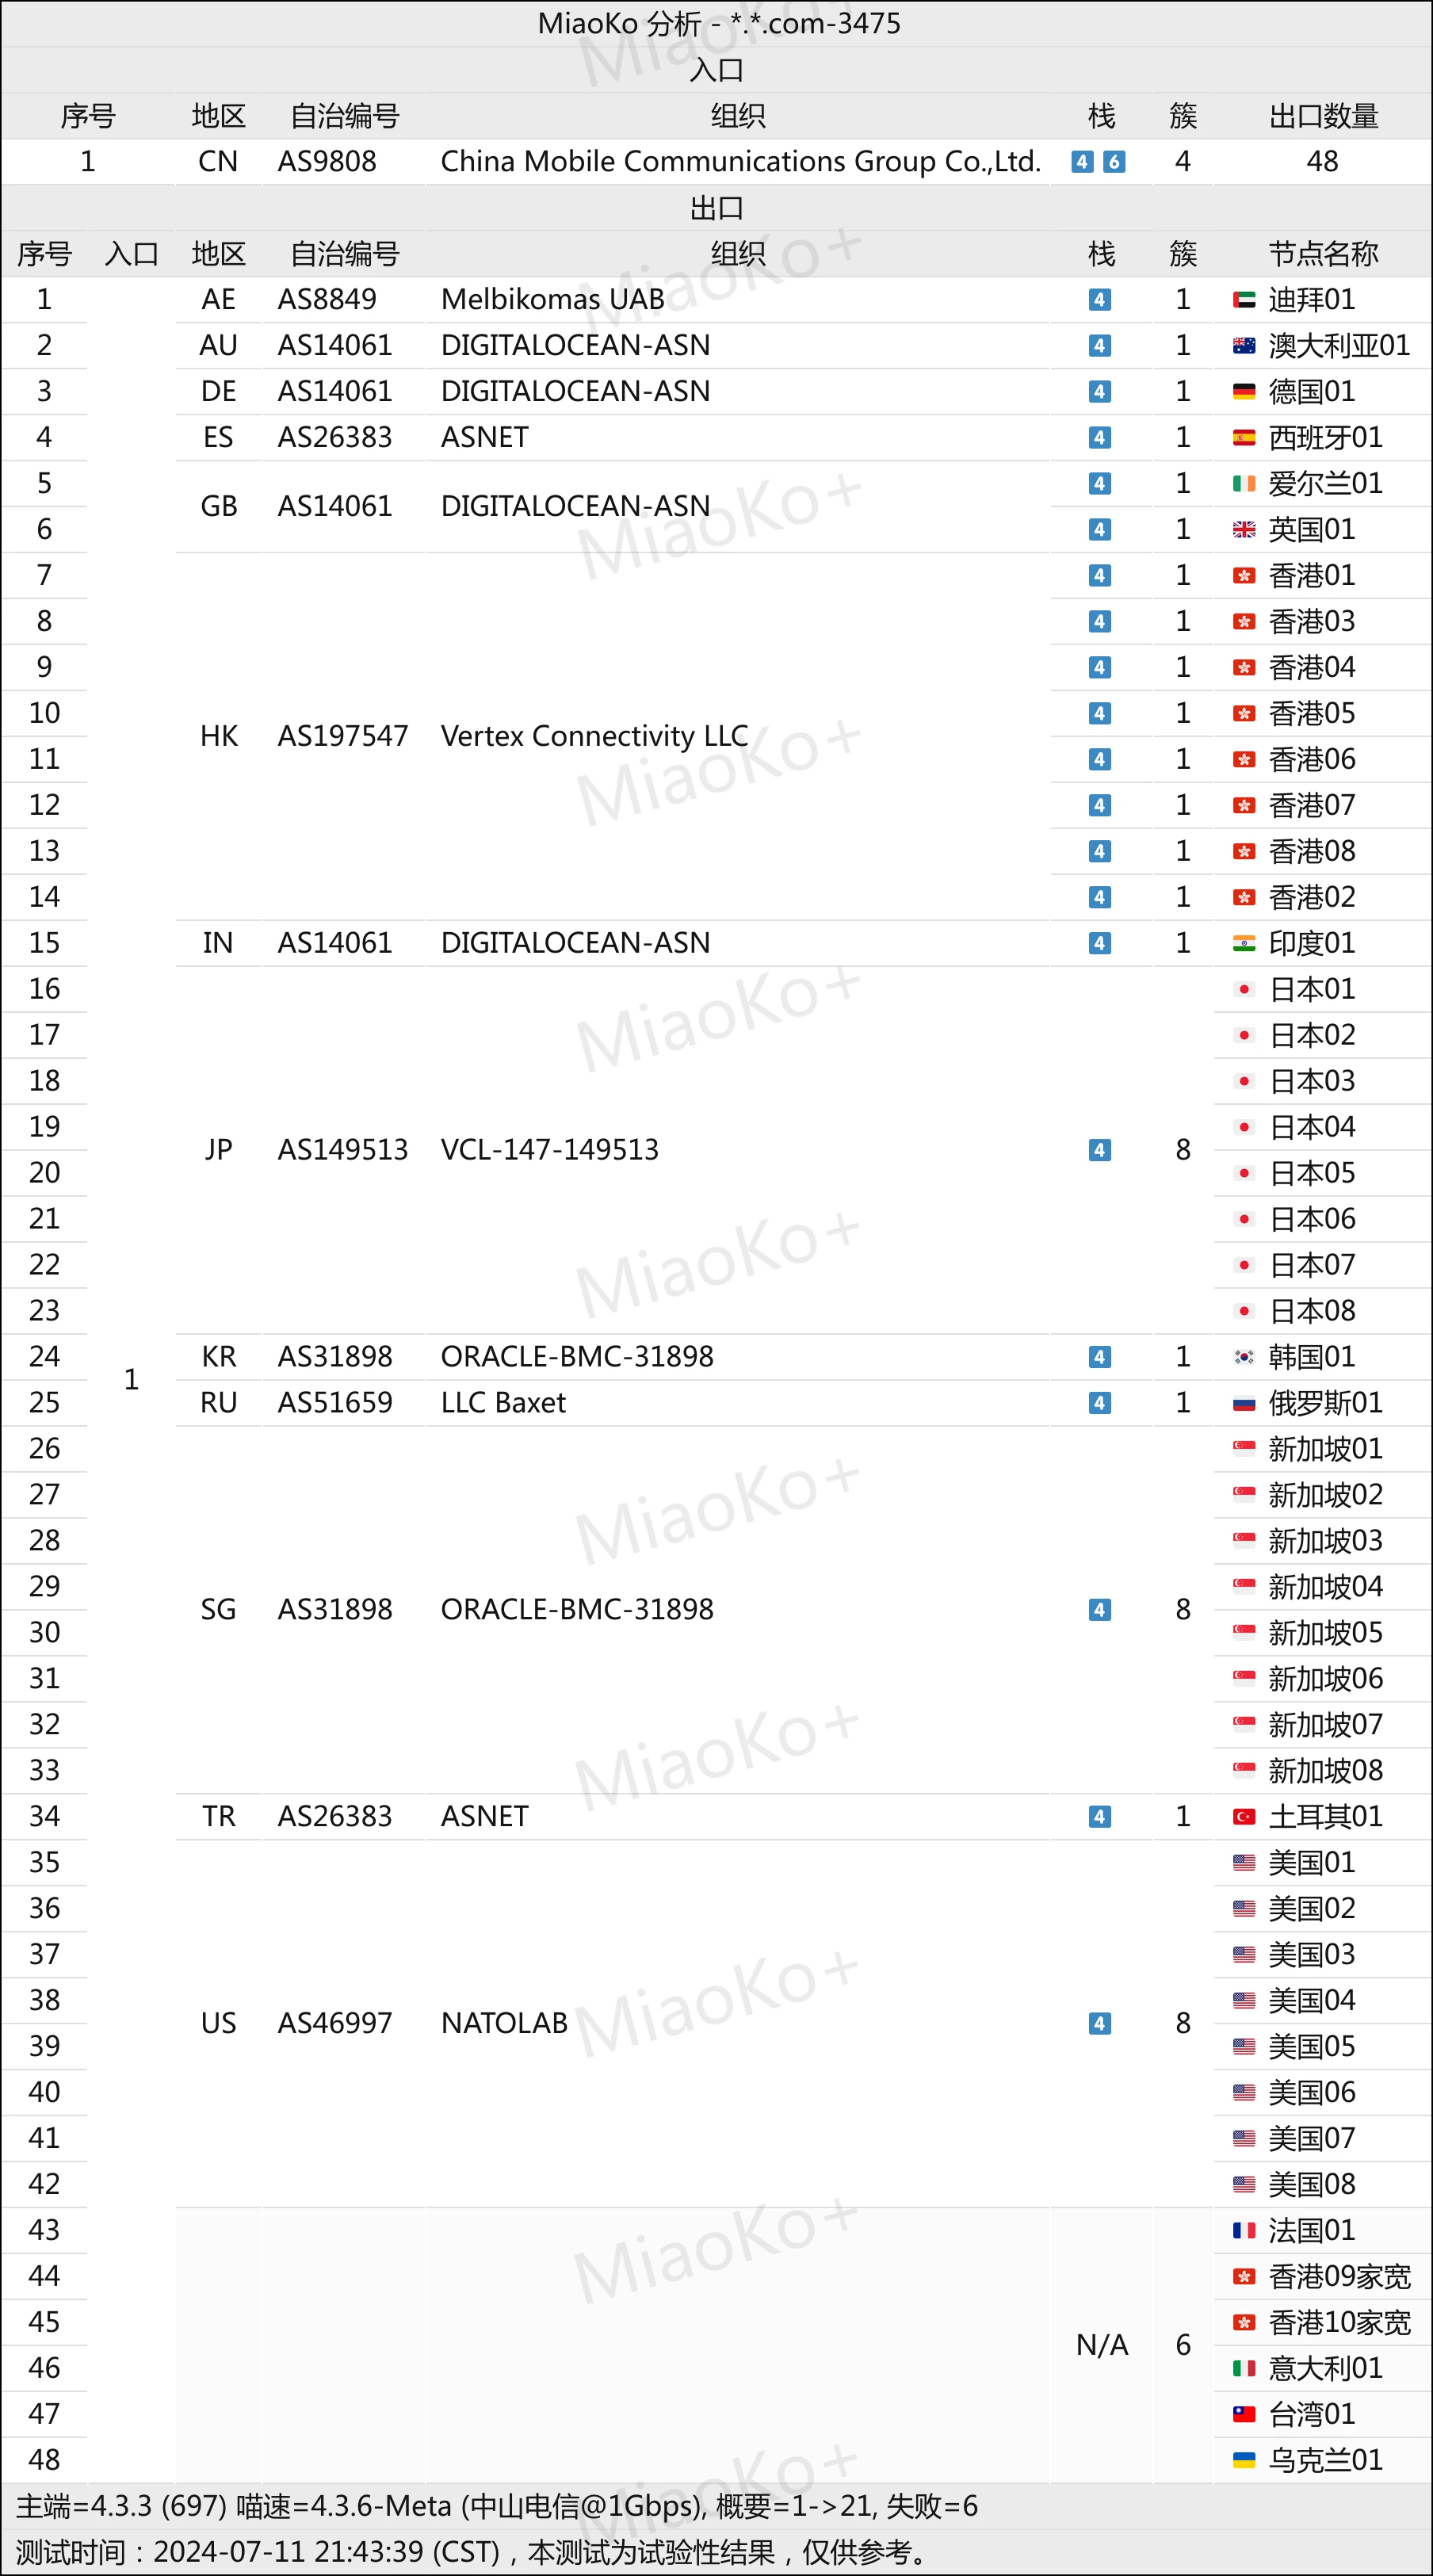 MiaoKo 分析 - *.*.com-3475
入口
序号 地区 自治编号 组织 栈 簇 出口数量
1 CN AS9808 China Mobile Communications Group Co.,Ltd. 4 6 4 48
出口
序号 入口 地区 自治编号 组织 栈 簇 节点名称
1 AE AS8849 Melbikomas UAB 4 1 迪拜01
2 AU AS14061 DIGITALOCEAN-ASN 4 1 澳大利亚01
3 DE AS14061 DIGITALOCEAN-ASN 4 1 德国01
4 ES AS26383 ASNET 4 1 西班牙01
5 4 1 爱尔兰01
GB AS14061 DIGITALOCEAN-ASN
6 4 1 英国01
7 4 1 香港01
8 4 1 香港03
9 4 1 香港04
10 4 1 香港05
HK AS197547 Vertex Connectivity LLC
11 4 1 香港06
12 4 1 香港07
13 4 1 香港08
14 4 1 香港02
15 IN AS14061 DIGITALOCEAN-ASN 4 1 印度01
16 日本01
17 日本02
18 日本03
19 日本04
JP AS149513 VCL-147-149513 4 8
20 日本05
21 日本06
22 日本07
23 日本08
24 KR AS31898 ORACLE-BMC-31898 4 1 韩国01
1
25 RU AS51659 LLC Baxet 4 1 俄罗斯01
26 新加坡01
27 新加坡02
28 新加坡03
29 新加坡04
SG AS31898 ORACLE-BMC-31898 4 8
30 新加坡05
31 新加坡06
32 新加坡07
33 新加坡08
34 TR AS26383 ASNET 4 1 土耳其01
35 美国01
36 美国02
37 美国03
38 美国04
US AS46997 NATOLAB 4 8
39 美国05
40 美国06
41 美国07
42 美国08
43 法国01
44 香港09家宽
45 香港10家宽
N/A 6
46 意大利01
47 台湾01
48 乌克兰01
主端=4.3.3 (697) 喵速=4.3.6-Meta (中山电信@1Gbps), 概要=1->21, 失败=6
测试时间：2024-07-11 21:43:39 (CST)，本测试为试验性结果，仅供参考。
MiaoKo+
MiaoKo+
MiaoKo+
MiaoKo+
MiaoKo+
MiaoKo+
MiaoKo+
MiaoKo+
MiaoKo+
MiaoKo+
MiaoKo+